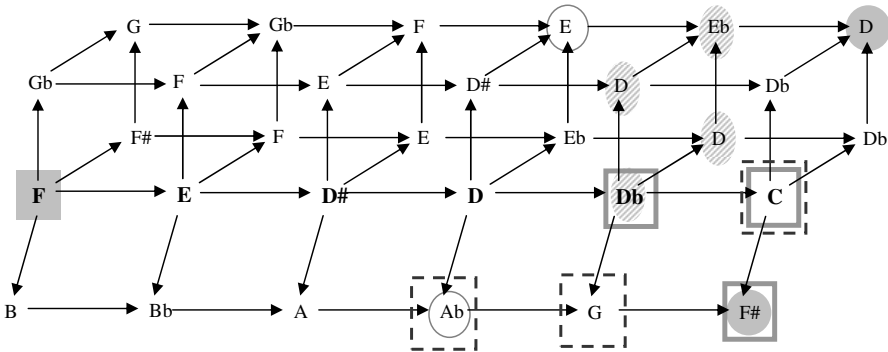 G Gb F E Eb D
Gb F E D# D Db
F# F E Eb D Db
F E D# D Db C
B Bb A Ab G F#